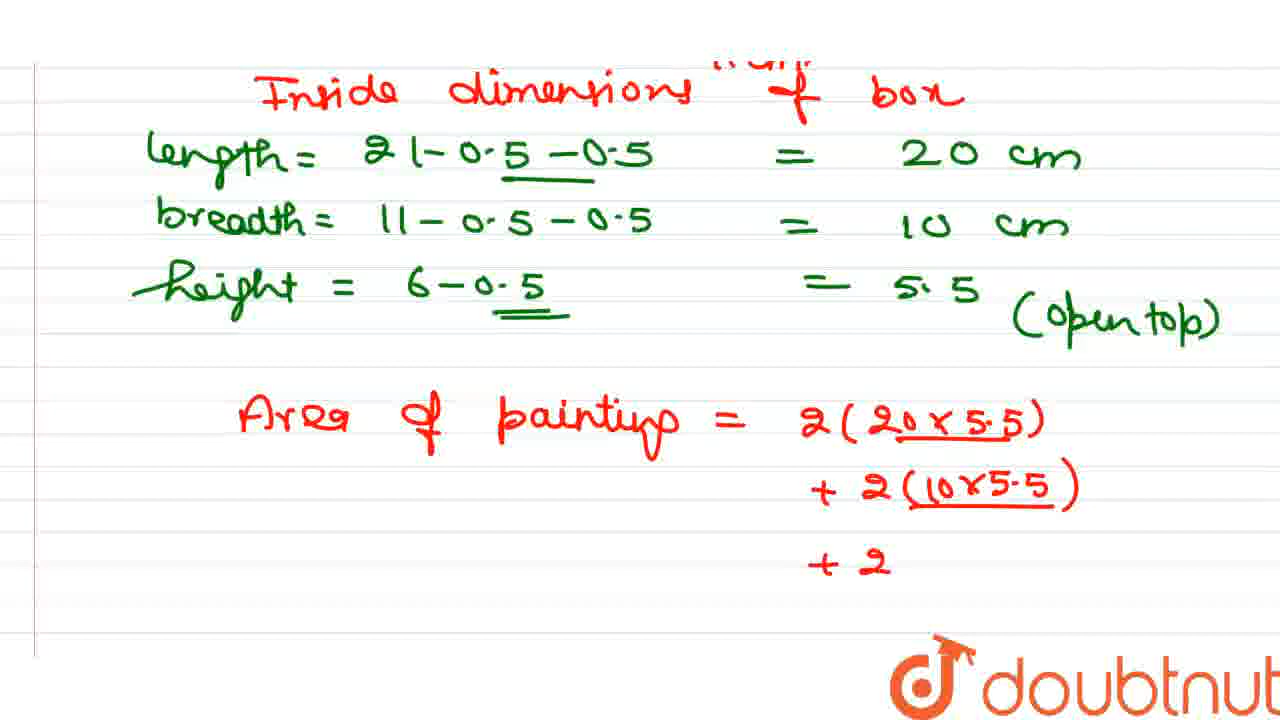 Inside dimensions of box
length = 21 - 0.5 - 0.5 = 20 cm
breadth = 11 - 0.5 - 0.5 = 10 cm
height = 6 - 0.5 = 5.5
(open top)
Area of painting = 2(20 x 5.5)
+ 2(10 x 5.5)
+ 2
doubtnut